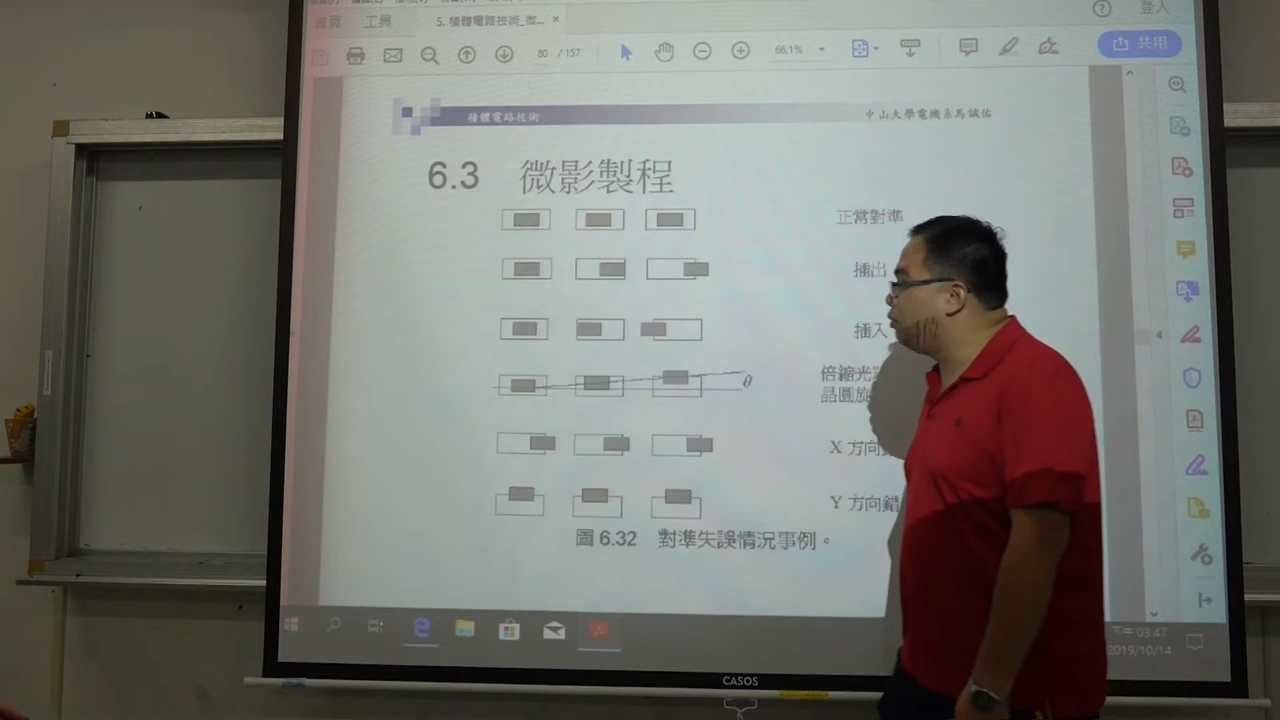 首頁 工具 5. 積體電路技術_微... × 登入
80 / 157 66.1% 共用
積體電路技術 中山大學電機系馬誠佑
6.3 微影製程
正常對準
插出
插入
θ
倍縮光
晶圓旋
X 方向
Y 方向錯
圖 6.32 對準失誤情況事例。
下午 03:47
2019/10/14
CASOS